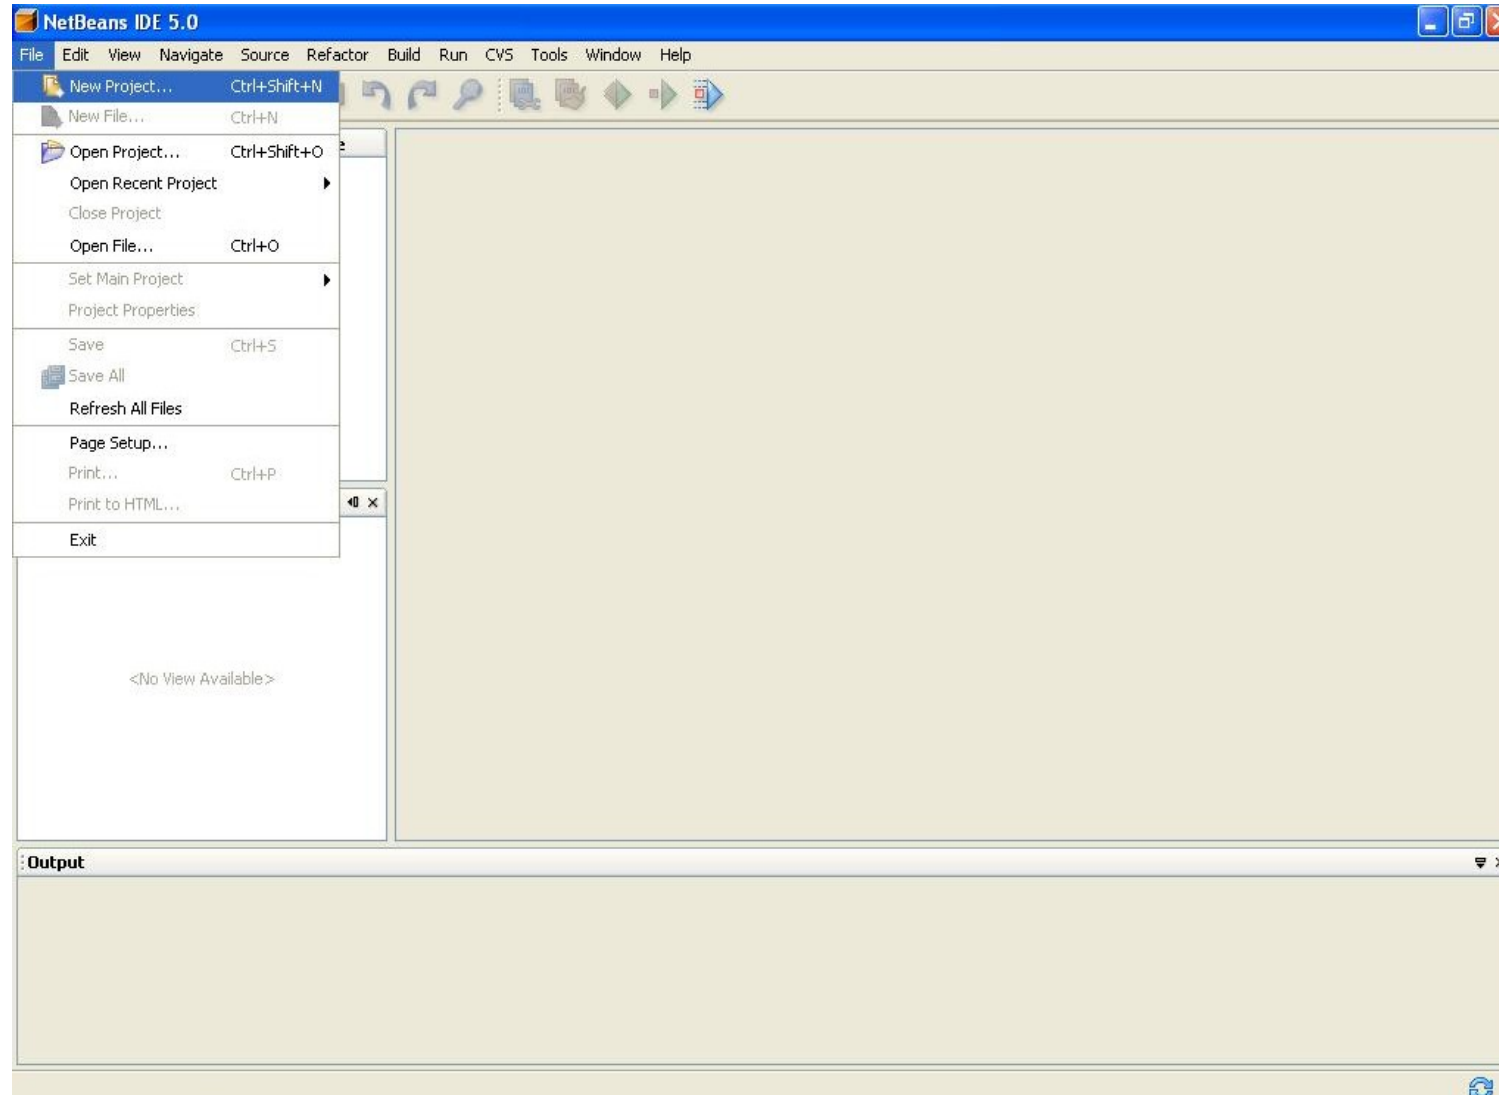 NetBeans IDE 5.0
File Edit View Navigate Source Refactor Build Run CVS Tools Window Help
New Project... Ctrl+Shift+N
New File... Ctrl+N
Open Project... Ctrl+Shift+O
Open Recent Project
Close Project
Open File... Ctrl+O
Set Main Project
Project Properties
Save Ctrl+S
Save All
Refresh All Files
Page Setup...
Print... Ctrl+P
Print to HTML...
Exit
<No View Available>
Output